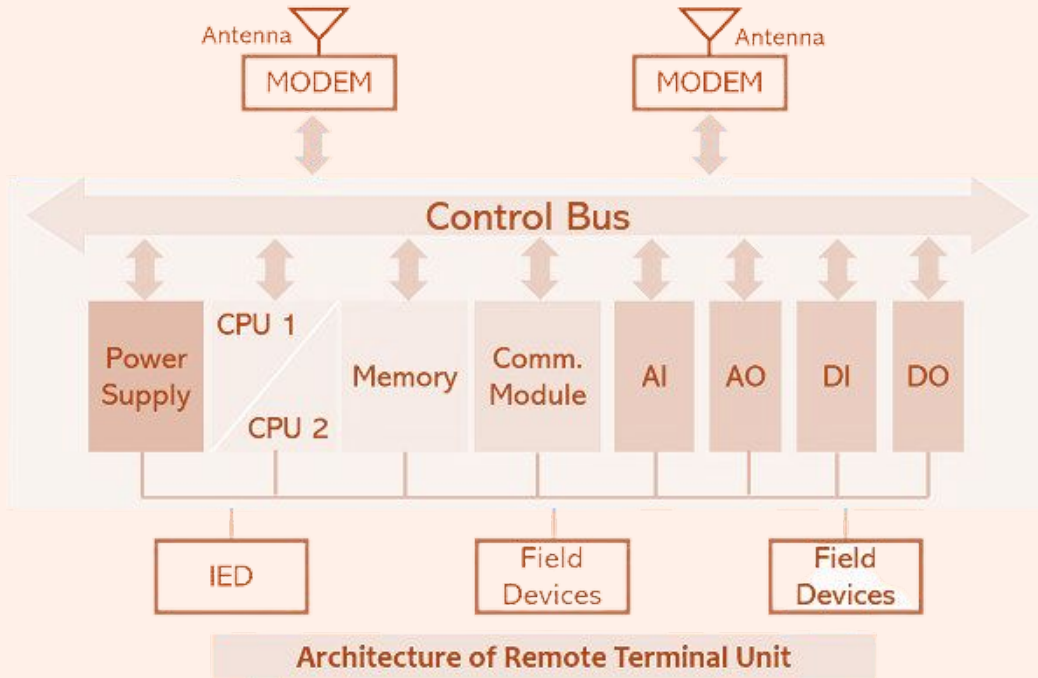 Antenna
Antenna
MODEM
MODEM
Control Bus
CPU 1
Power
Supply
Memory
Comm.
Module
AI
AO
DI
DO
CPU 2
IED
Field
Devices
Field
Devices
Architecture of Remote Terminal Unit